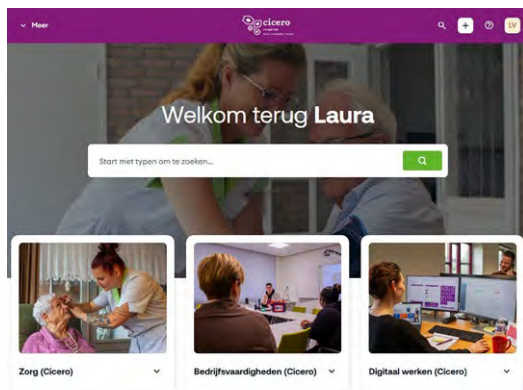 Meer
cicero
LV
Welkom terug Laura
Start met typen om te zoeken...
Zorg (Cicero)
Bedrijfsvaardigheden (Cicero)
Digitaal werken (Cicero)